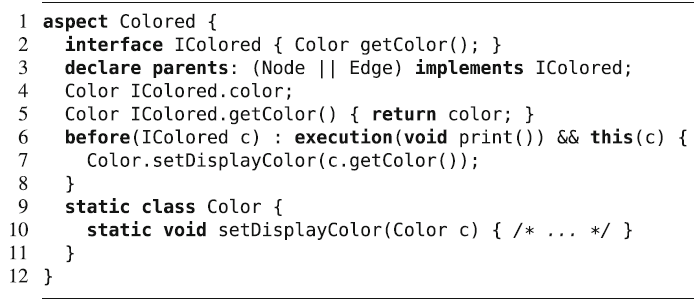 1 aspect Colored {
2   interface IColored { Color getColor(); }
3   declare parents: (Node || Edge) implements IColored;
4   Color IColored.color;
5   Color IColored.getColor() { return color; }
6   before(IColored c) : execution(void print()) && this(c) {
7     Color.setDisplayColor(c.getColor());
8   }
9   static class Color {
10     static void setDisplayColor(Color c) { /* ... */ }
11   }
12 }